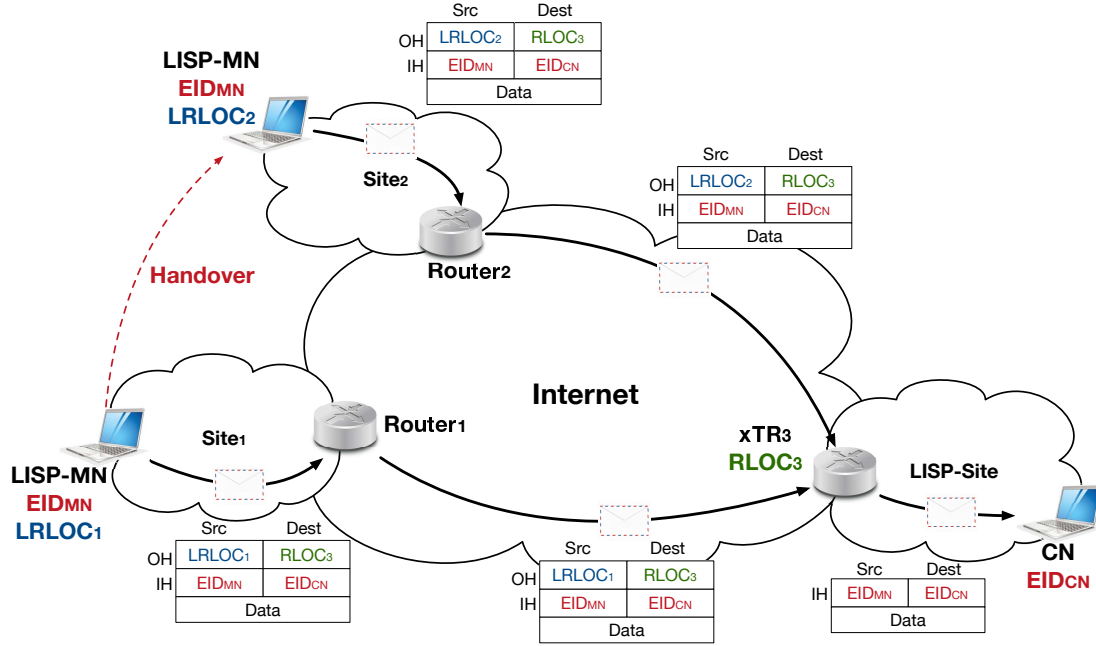 Src Dest
OH LRLOC2 RLOC3
IH EIDMN EIDCN
Data
LISP-MN
EIDMN
LRLOC2
Site2
Router2
Src Dest
OH LRLOC2 RLOC3
IH EIDMN EIDCN
Data
Handover
Internet
Site1
Router1
LISP-MN
EIDMN
LRLOC1
xTR3
RLOC3
LISP-Site
CN
EIDCN
Src Dest
OH LRLOC1 RLOC3
IH EIDMN EIDCN
Data
Src Dest
OH LRLOC1 RLOC3
IH EIDMN EIDCN
Data
Src Dest
IH EIDMN EIDCN
Data